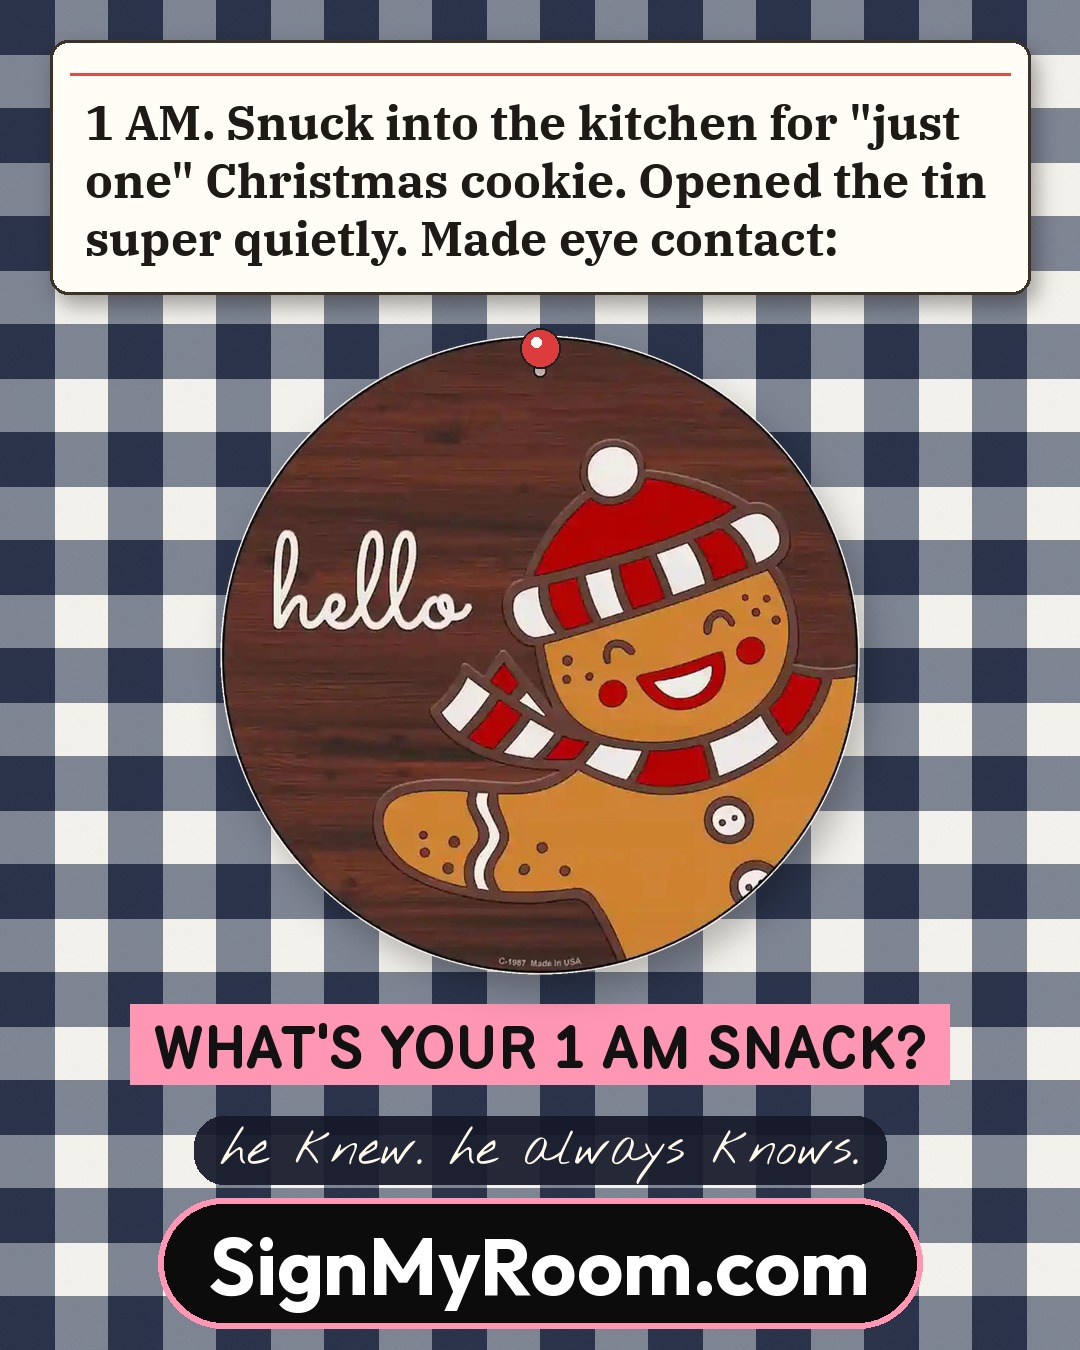 1 AM. Snuck into the kitchen for "just
one" Christmas cookie. Opened the tin
super quietly. Made eye contact:
hello
C-1987 Made in USA
WHAT'S YOUR 1 AM SNACK?
he knew. he always knows.
SignMyRoom.com